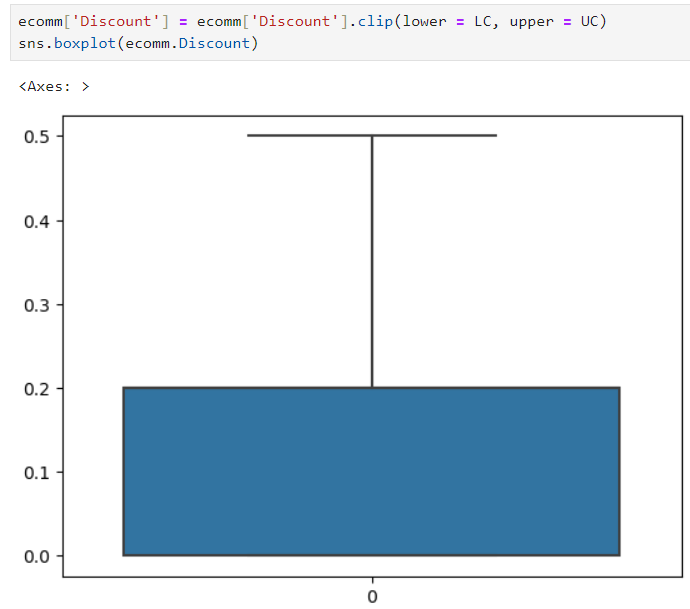 ecomm['Discount'] = ecomm['Discount'].clip(lower = LC, upper = UC)
sns.boxplot(ecomm.Discount)
<Axes: >
0.5
0.4
0.3
0.2
0.1
0.0
0